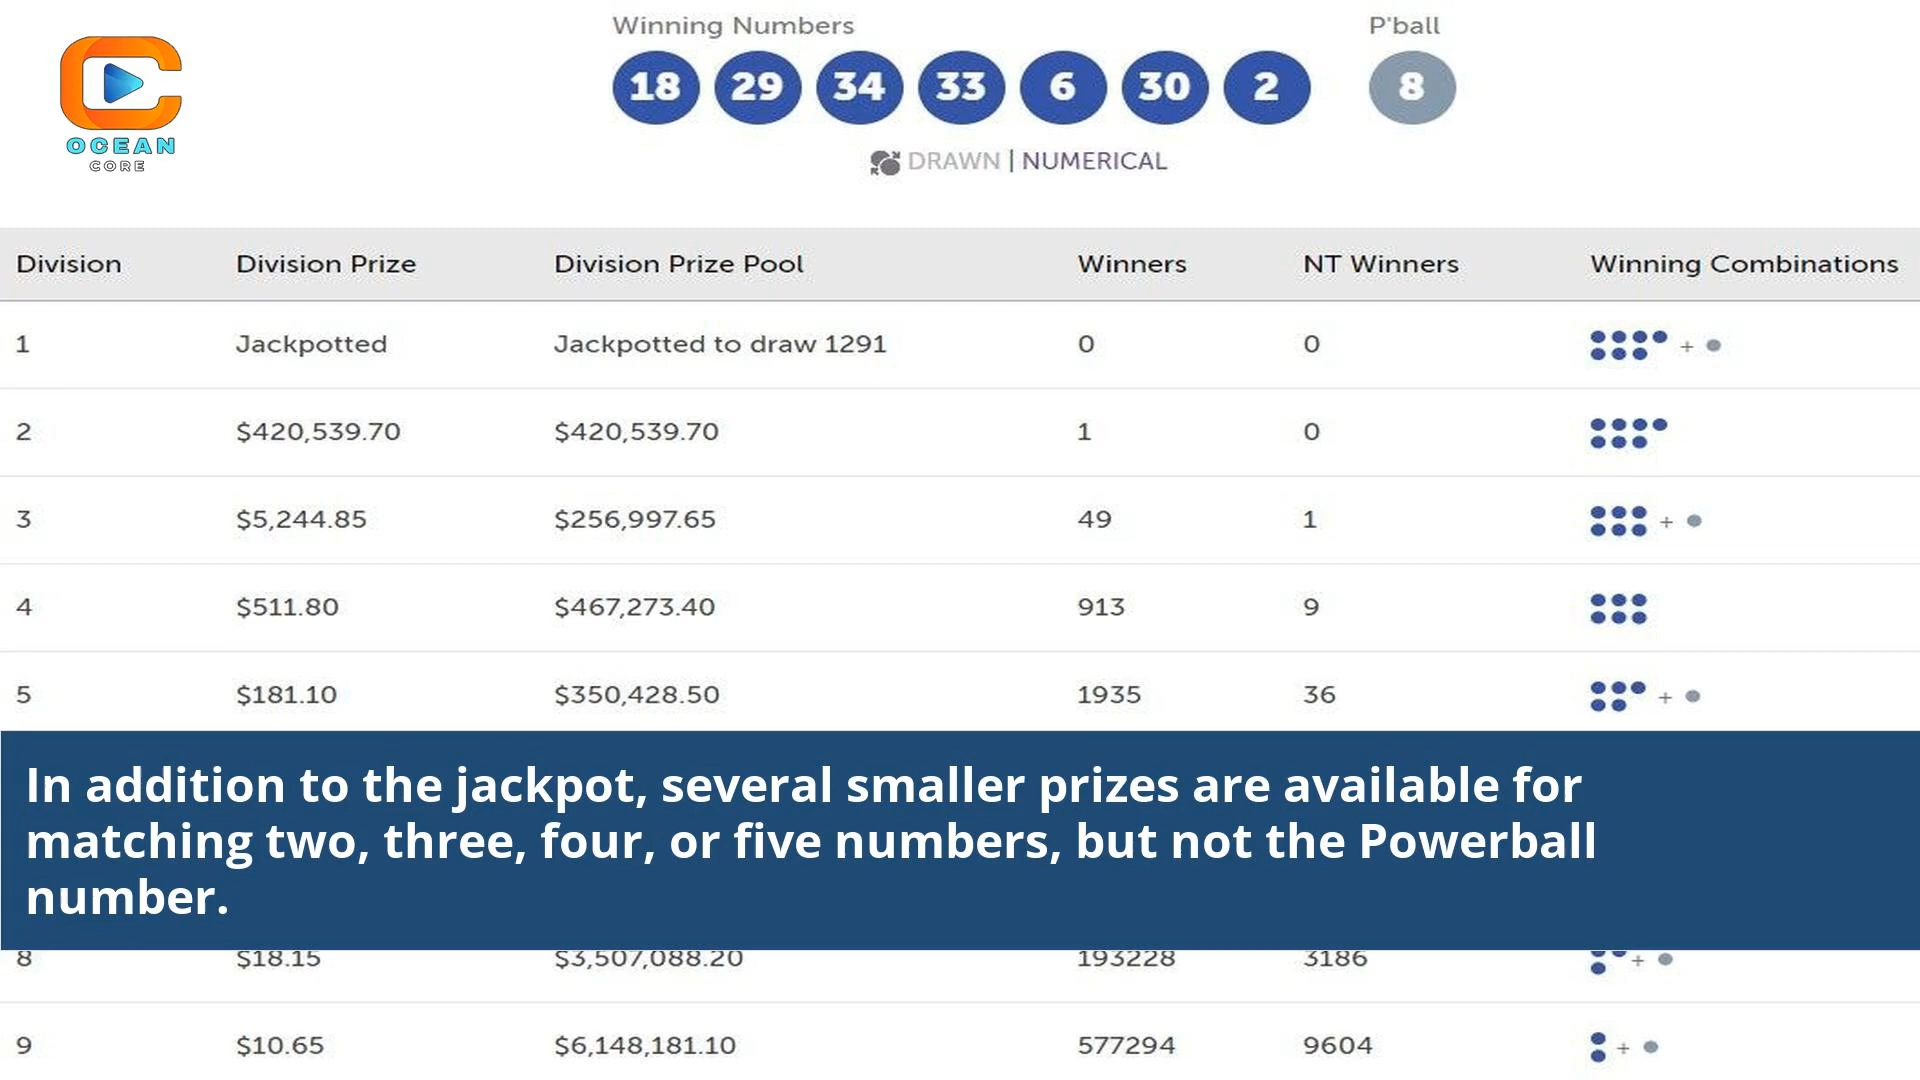 Winning Numbers P'ball
18 29 34 33 6 30 2 8
OCEAN
CORE
DRAWN | NUMERICAL
Division Division Prize Division Prize Pool Winners NT Winners Winning Combinations
1 Jackpotted Jackpotted to draw 1291 0 0 +
2 $420,539.70 $420,539.70 1 0
3 $5,244.85 $256,997.65 49 1 +
4 $511.80 $467,273.40 913 9
5 $181.10 $350,428.50 1935 36 +
In addition to the jackpot, several smaller prizes are available for
matching two, three, four, or five numbers, but not the Powerball
number.
8 $18.15 $3,507,088.20 193228 3186 +
9 $10.65 $6,148,181.10 577294 9604 +